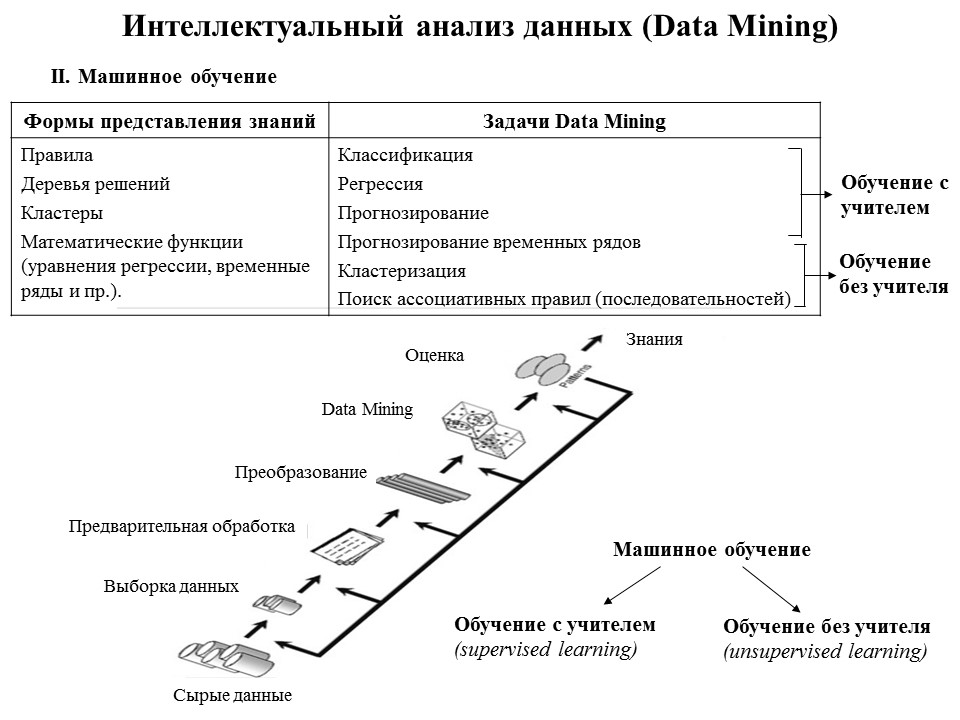 Интеллектуальный анализ данных (Data Mining)
II. Машинное обучение
Формы представления знаний
Задачи Data Mining
Правила
Деревья решений
Кластеры
Математические функции
(уравнения регрессии, временные
ряды и пр.).
Классификация
Регрессия
Прогнозирование
Прогнозирование временных рядов
Кластеризация
Поиск ассоциативных правил (последовательностей)
Обучение с
учителем
Обучение
без учителя
Знания
Оценка
Patterns
Data Mining
Преобразование
Предварительная обработка
Выборка данных
Сырые данные
Машинное обучение
Обучение с учителем
(supervised learning)
Обучение без учителя
(unsupervised learning)